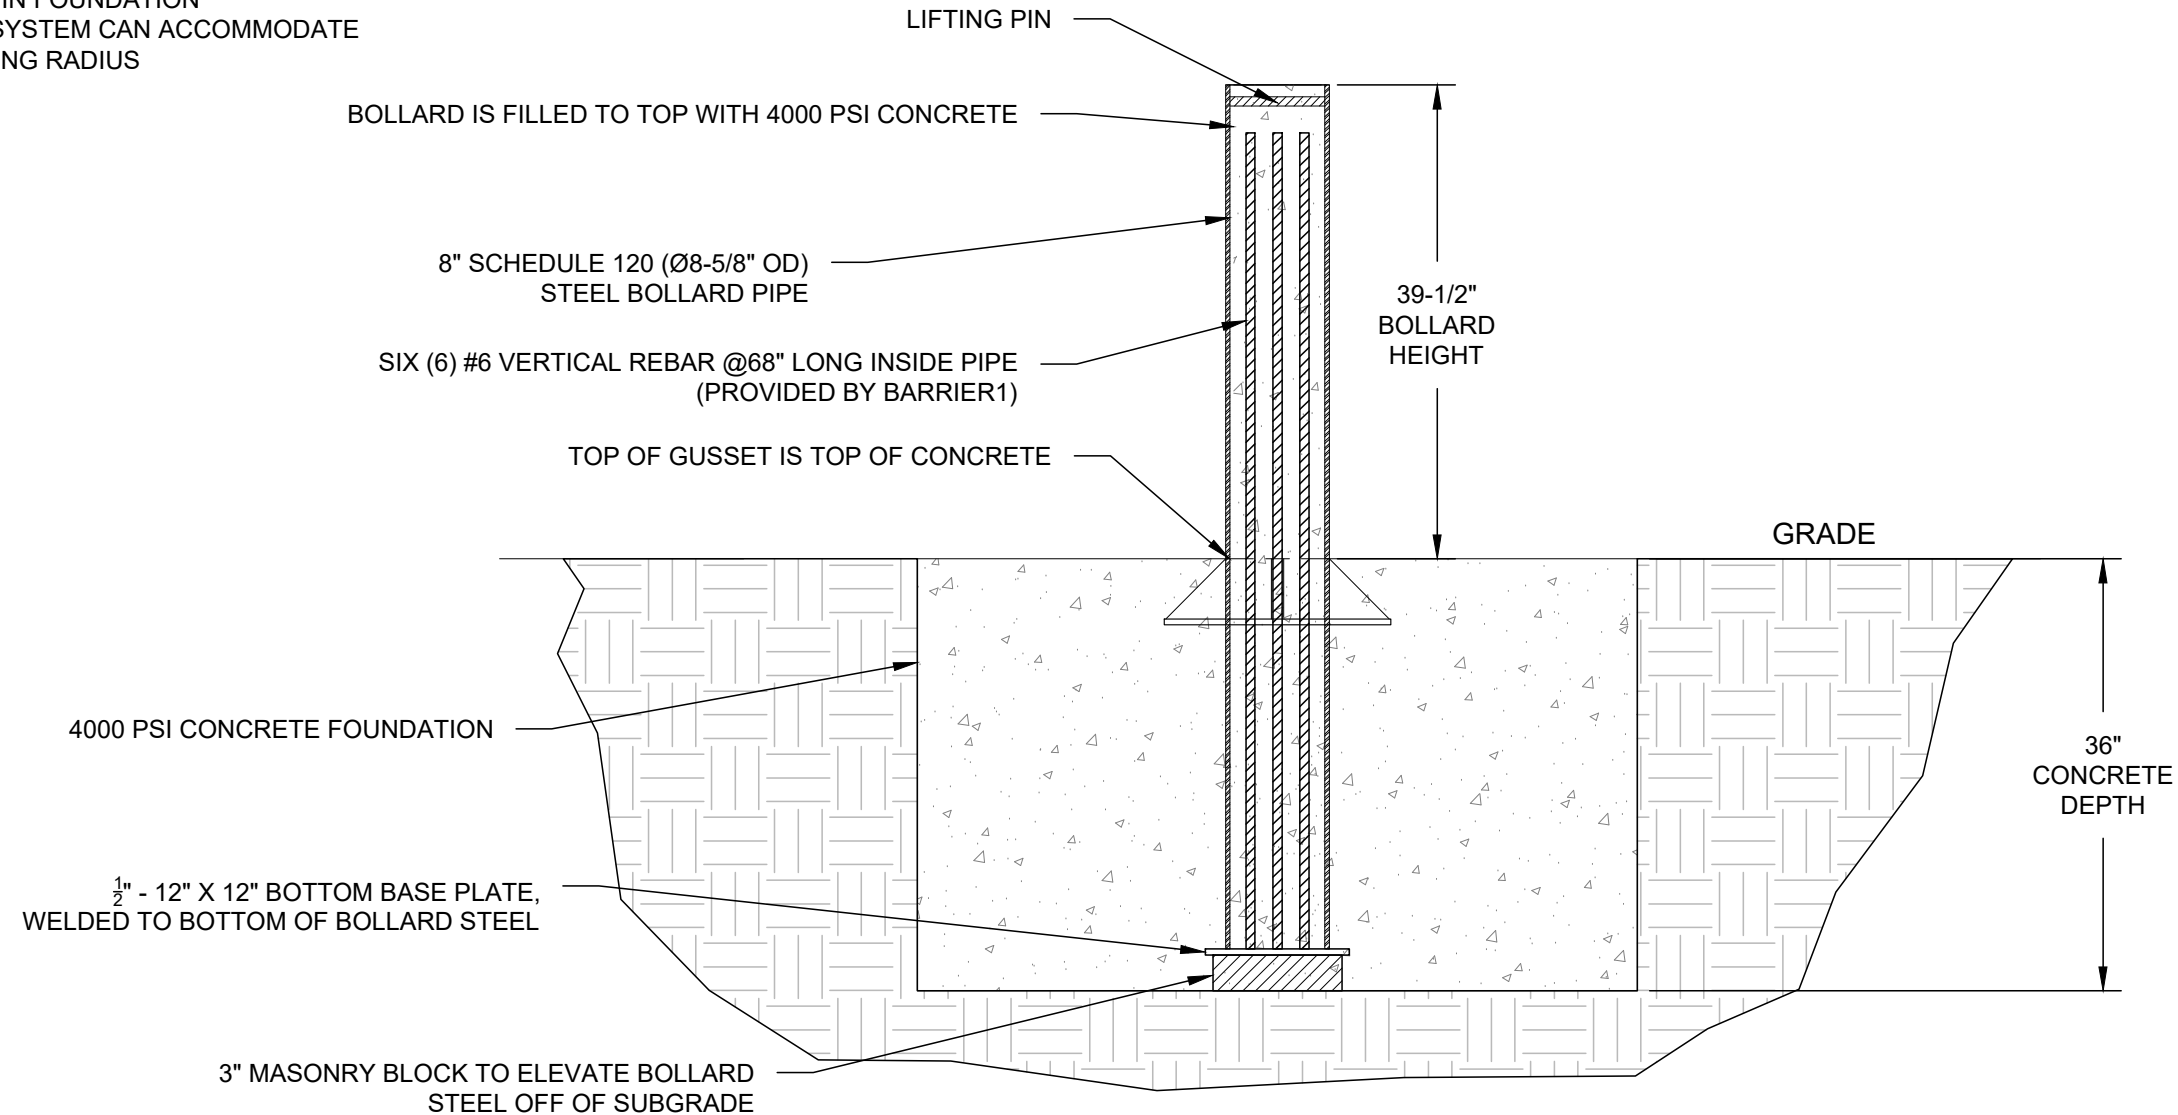 IN FOUNDATION
SYSTEM CAN ACCOMMODATE
NG RADIUS
LIFTING PIN
BOLLARD IS FILLED TO TOP WITH 4000 PSI CONCRETE
8" SCHEDULE 120 (Ø8-5/8" OD)
STEEL BOLLARD PIPE
39-1/2"
BOLLARD
HEIGHT
SIX (6) #6 VERTICAL REBAR @68" LONG INSIDE PIPE
(PROVIDED BY BARRIER1)
TOP OF GUSSET IS TOP OF CONCRETE
GRADE
4000 PSI CONCRETE FOUNDATION
36"
CONCRETE
DEPTH
½" - 12" X 12" BOTTOM BASE PLATE,
WELDED TO BOTTOM OF BOLLARD STEEL
3" MASONRY BLOCK TO ELEVATE BOLLARD
STEEL OFF OF SUBGRADE